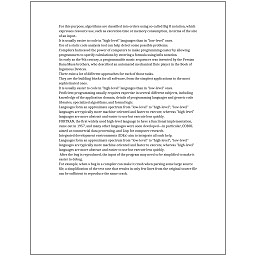 For this purpose, algorithms are classified into orders using so-called Big O notation, which
expresses resource use, such as execution time or memory consumption, in terms of the size
of an input.
It is usually easier to code in "high-level" languages than in "low-level" ones.
Use of a static code analysis tool can help detect some possible problems.
Compilers harnessed the power of computers to make programming easier by allowing
programmers to specify calculations by entering a formula using infix notation.
As early as the 9th century, a programmable music sequencer was invented by the Persian
Banu Musa brothers, who described an automated mechanical flute player in the Book of
Ingenious Devices.
There exist a lot of different approaches for each of those tasks.
They are the building blocks for all software, from the simplest applications to the most
sophisticated ones.
It is usually easier to code in "high-level" languages than in "low-level" ones.
Proficient programming usually requires expertise in several different subjects, including
knowledge of the application domain, details of programming languages and generic code
libraries, specialized algorithms, and formal logic.
Languages form an approximate spectrum from "low-level" to "high-level"; "low-level"
languages are typically more machine-oriented and faster to execute, whereas "high-level"
languages are more abstract and easier to use but execute less quickly.
FORTRAN, the first widely used high-level language to have a functional implementation,
came out in 1957, and many other languages were soon developed—in particular, COBOL
aimed at commercial data processing, and Lisp for computer research.
Integrated development environments (IDEs) aim to integrate all such help.
Languages form an approximate spectrum from "low-level" to "high-level"; "low-level"
languages are typically more machine-oriented and faster to execute, whereas "high-level"
languages are more abstract and easier to use but execute less quickly.
After the bug is reproduced, the input of the program may need to be simplified to make it
easier to debug.
For example, when a bug in a compiler can make it crash when parsing some large source
file, a simplification of the test case that results in only few lines from the original source file
can be sufficient to reproduce the same crash.